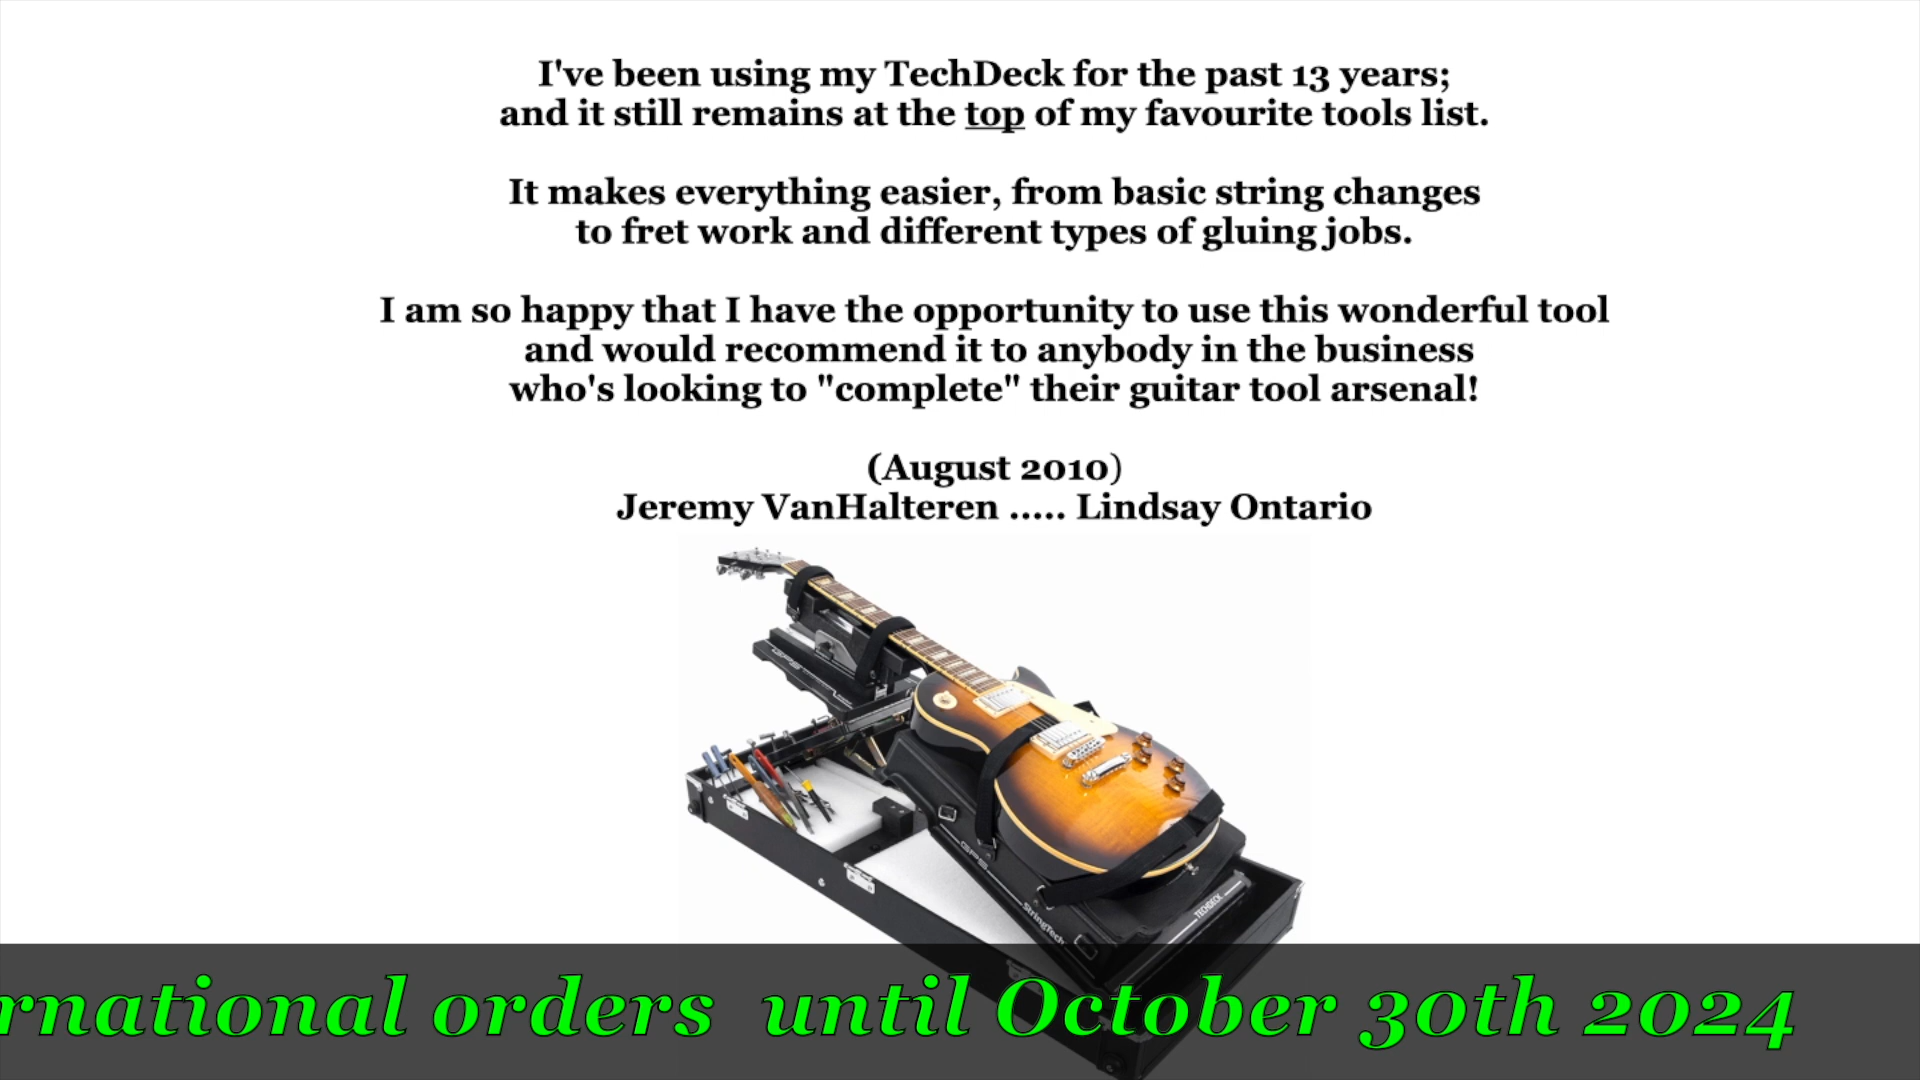 I've been using my TechDeck for the past 13 years;
and it still remains at the top of my favourite tools list.
It makes everything easier, from basic string changes
to fret work and different types of gluing jobs.
I am so happy that I have the opportunity to use this wonderful tool
and would recommend it to anybody in the business
who's looking to "complete" their guitar tool arsenal!
(August 2010)
Jeremy VanHalteren ..... Lindsay Ontario
GPS
GPS
StringTech
TECHDECK
rnational orders until October 30th 2024